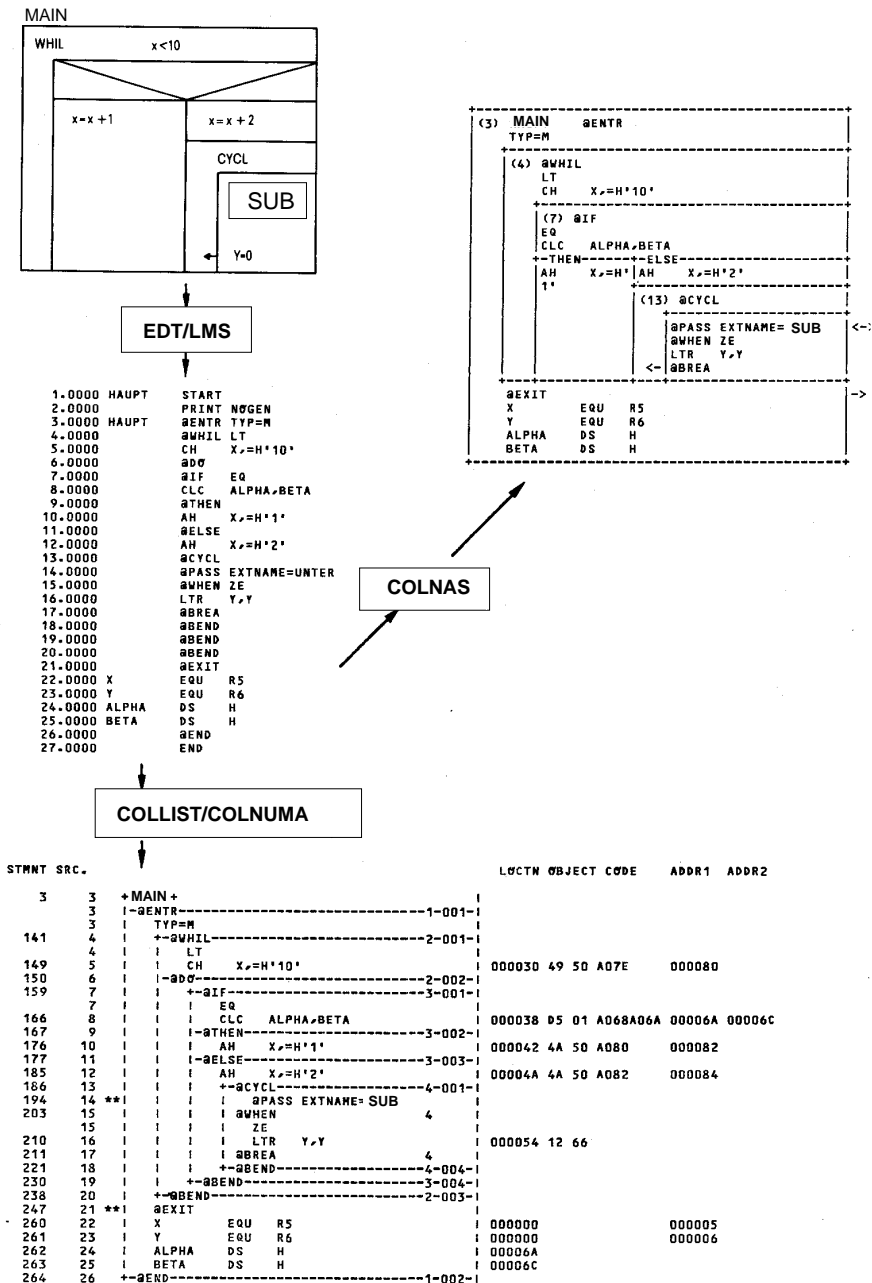 MAIN
WHIL x<10
x=x+1 x=x+2
CYCL
SUB
Y=0
EDT/LMS
1.0000 HAUPT START
2.0000 PRINT NOGEN
3.0000 HAUPT @ENTR TYP=M
4.0000 @WHIL LT
5.0000 CH X,=H'10'
6.0000 @DO
7.0000 @IF EQ
8.0000 CLC ALPHA,BETA
9.0000 @THEN
10.0000 AH X,=H'1'
11.0000 @ELSE
12.0000 AH X,=H'2'
13.0000 @CYCL
14.0000 @PASS EXTNAME=UNTER
15.0000 @WHEN ZE
16.0000 LTR Y,Y
17.0000 @BREA
18.0000 @BEND
19.0000 @BEND
20.0000 @BEND
21.0000 @EXIT
22.0000 X EQU R5
23.0000 Y EQU R6
24.0000 ALPHA DS H
25.0000 BETA DS H
26.0000 @END
27.0000 END
COLNAS
(3) MAIN @ENTR
TYP=M
(4) @WHIL
LT
CH X,=H'10'
(7) @IF
EQ
CLC ALPHA,BETA
+-THEN------+-ELSE
AH X,=H' AH X,=H'2'
1'
(13) @CYCL
@PASS EXTNAME= SUB <->
@WHEN ZE
LTR Y,Y
<- @BREA
@EXIT ->
X EQU R5
Y EQU R6
ALPHA DS H
BETA DS H
COLLIST/COLNUMA
STMNT SRC. LOCTN OBJECT CODE ADDR1 ADDR2
3 3 +MAIN+
3 -@ENTR 1-001-
3 TYP=M
141 4 +-@WHIL 2-001-
4 LT
149 5 CH X,=H'10' 000030 49 50 A07E 000080
150 6 -@DO 2-002-
159 7 +-@IF 3-001-
7 EQ
166 8 CLC ALPHA,BETA 000038 D5 01 A068A06A 00006A 00006C
167 9 -@THEN 3-002-
176 10 AH X,=H'1' 000042 4A 50 A080 000082
177 11 -@ELSE 3-003-
185 12 AH X,=H'2' 00004A 4A 50 A082 000084
186 13 +-@CYCL 4-001-
194 14 ** @PASS EXTNAME= SUB
203 15 @WHEN 4
15 ZE
210 16 LTR Y,Y 000054 12 66
211 17 @BREA 4
221 18 +-@BEND 4-004-
230 19 +-@BEND 3-004-
238 20 +-@BEND 2-003-
247 21 ** @EXIT
260 22 X EQU R5 000000 000005
261 23 Y EQU R6 000000 000006
262 24 ALPHA DS H 00006A
263 25 BETA DS H 00006C
264 26 +-@END 1-002-